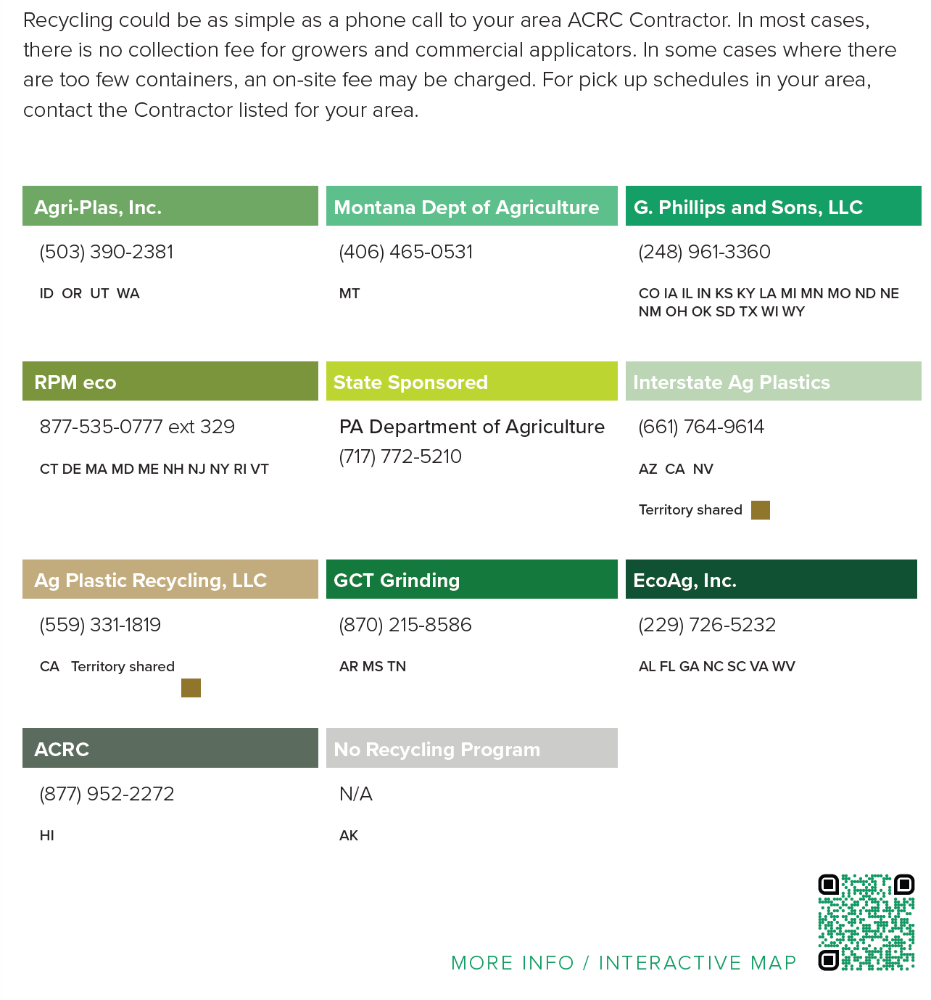 Recycling could be as simple as a phone call to your area ACRC Contractor. In most cases,
there is no collection fee for growers and commercial applicators. In some cases where there
are too few containers, an on-site fee may be charged. For pick up schedules in your area,
contact the Contractor listed for your area.
Agri-Plas, Inc.
(503) 390-2381
ID OR UT WA
Montana Dept of Agriculture
(406) 465-0531
MT
G. Phillips and Sons, LLC
(248) 961-3360
CO IA IL IN KS KY LA MI MN MO ND NE
NM OH OK SD TX WI WY
RPM eco
877-535-0777 ext 329
CT DE MA MD ME NH NJ NY RI VT
State Sponsored
PA Department of Agriculture
(717) 772-5210
Interstate Ag Plastics
(661) 764-9614
AZ CA NV
Territory shared
Ag Plastic Recycling, LLC
(559) 331-1819
CA Territory shared
GCT Grinding
(870) 215-8586
AR MS TN
EcoAg, Inc.
(229) 726-5232
AL FL GA NC SC VA WV
ACRC
(877) 952-2272
HI
No Recycling Program
N/A
AK
MORE INFO / INTERACTIVE MAP